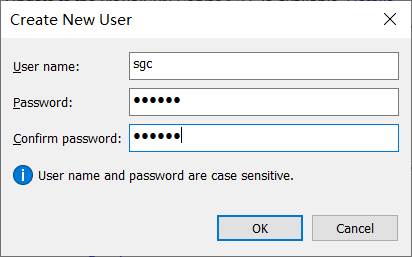 Create New User
User name: sgc
Password: ●●●●●●
Confirm password: ●●●●●●
User name and password are case sensitive.
OK Cancel